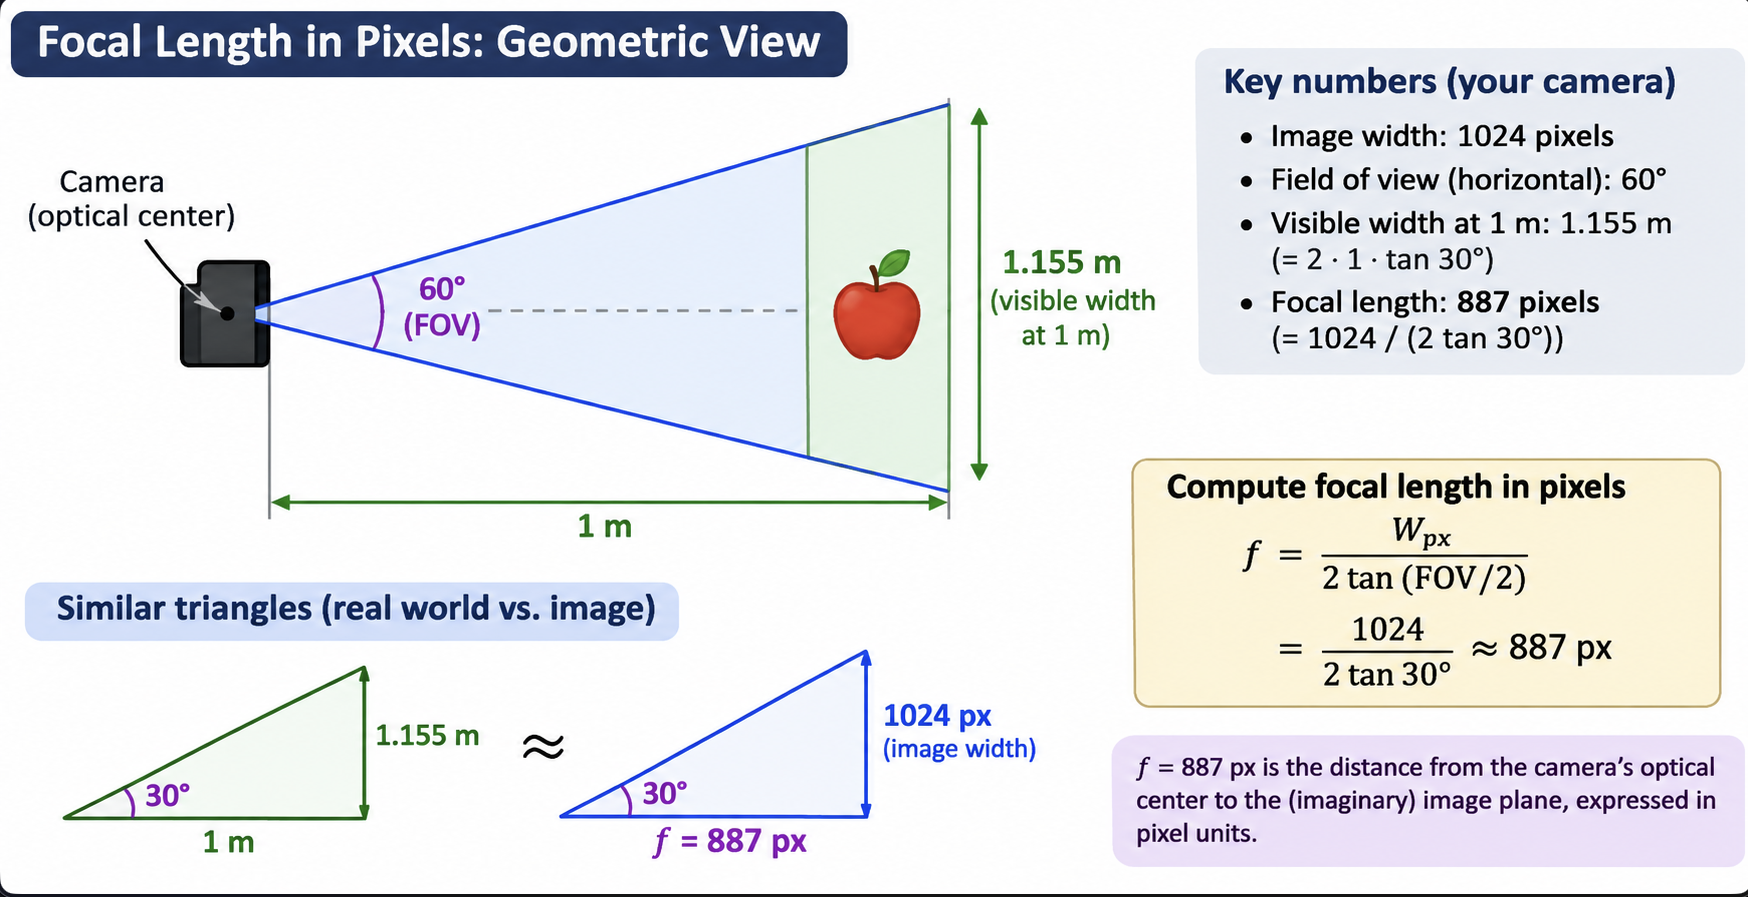 Focal Length in Pixels: Geometric View
Camera
(optical center)
60°
(FOV)
1.155 m
(visible width
at 1 m)
1 m
Key numbers (your camera)
• Image width: 1024 pixels
• Field of view (horizontal): 60°
• Visible width at 1 m: 1.155 m
(= 2 · 1 · tan 30°)
• Focal length: 887 pixels
(= 1024 / (2 tan 30°))
Compute focal length in pixels
f = W_px / 2 tan (FOV/2)
= 1024 / 2 tan 30° ≈ 887 px
Similar triangles (real world vs. image)
30°
1.155 m
1 m
≈
30°
1024 px
(image width)
f = 887 px
f = 887 px is the distance from the camera's optical
center to the (imaginary) image plane, expressed in
pixel units.